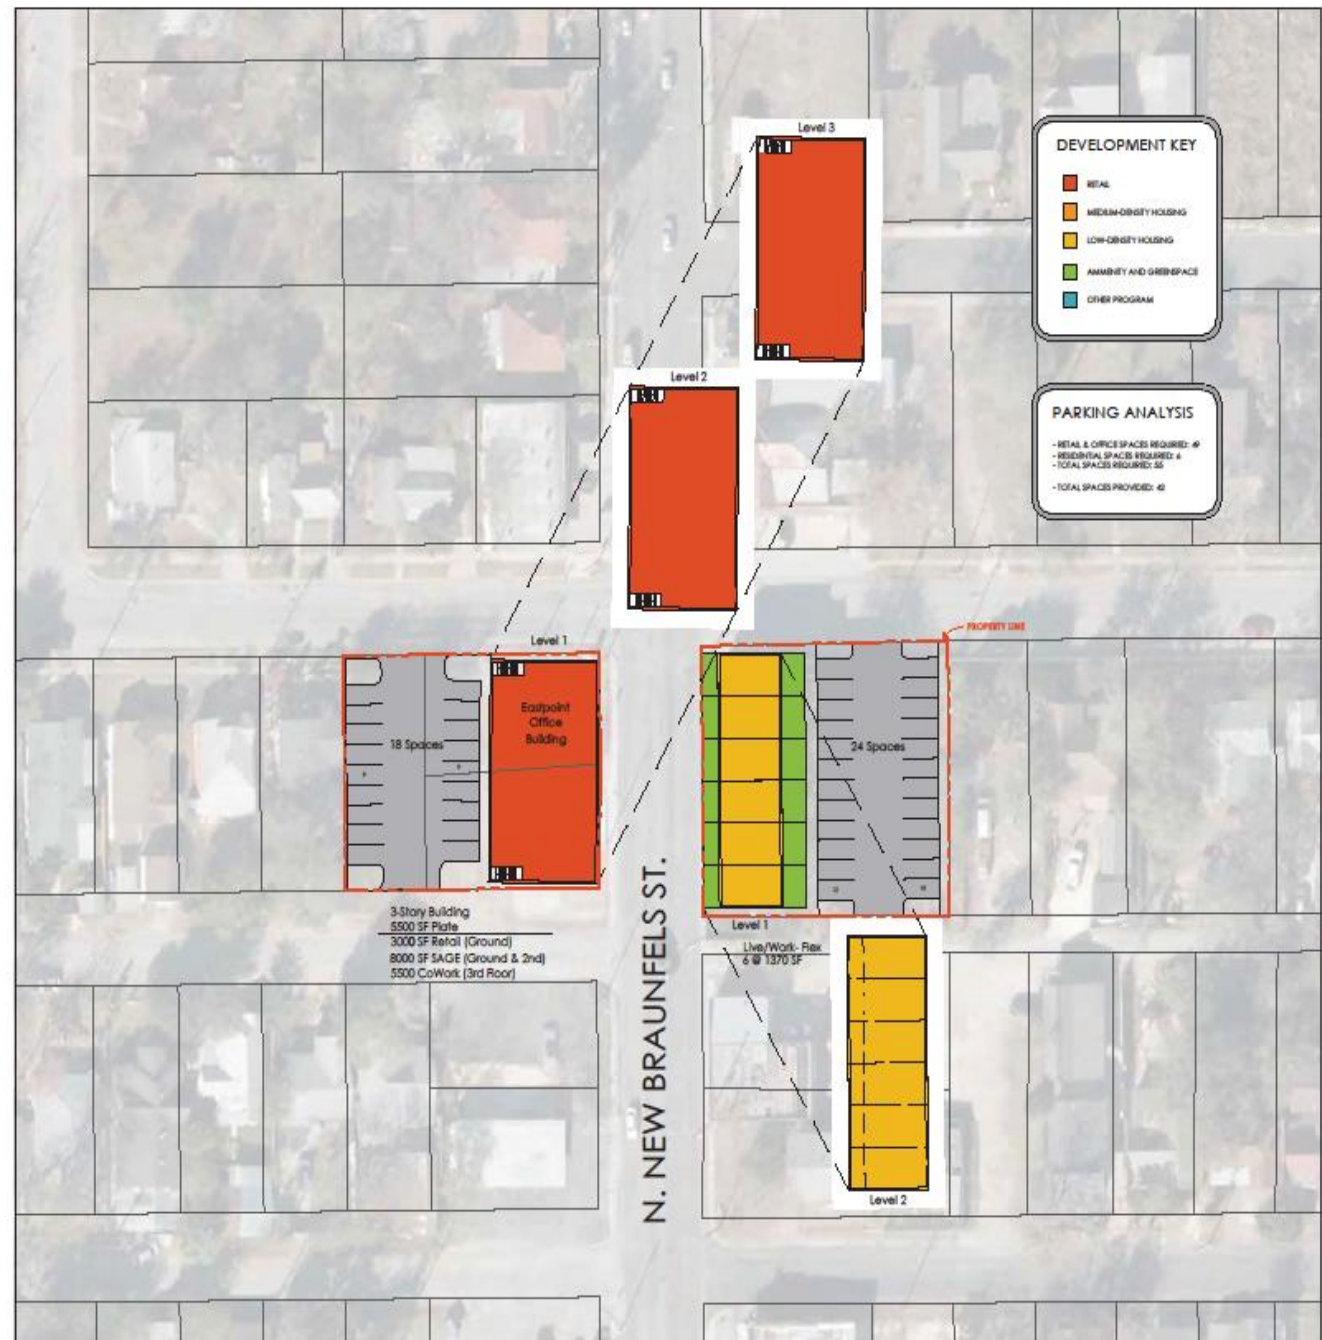 Level 3
DEVELOPMENT KEY
RETAIL
MEDIUM-DENSITY HOUSING
LOW-DENSITY HOUSING
AMMENITY AND GREENSPACE
OTHER PROGRAM
Level 2
PARKING ANALYSIS
- RETAIL & OFFICE SPACES REQUIRED: 49
- RESIDENTIAL SPACES REQUIRED: 6
- TOTAL SPACES REQUIRED: 55
- TOTAL SPACES PROVIDED: 42
PROPERTY LINE
Level 1
Eastpoint
Office
Building
18 Spaces
24 Spaces
N. NEW BRAUNFELS ST.
3-Story Building
5500 SF Plate
3000 SF Retail (Ground)
8000 SF SAGE (Ground & 2nd)
5500 CoWork (3rd Floor)
Level 1
Live/Work- Flex
6 @ 1370 SF
Level 2